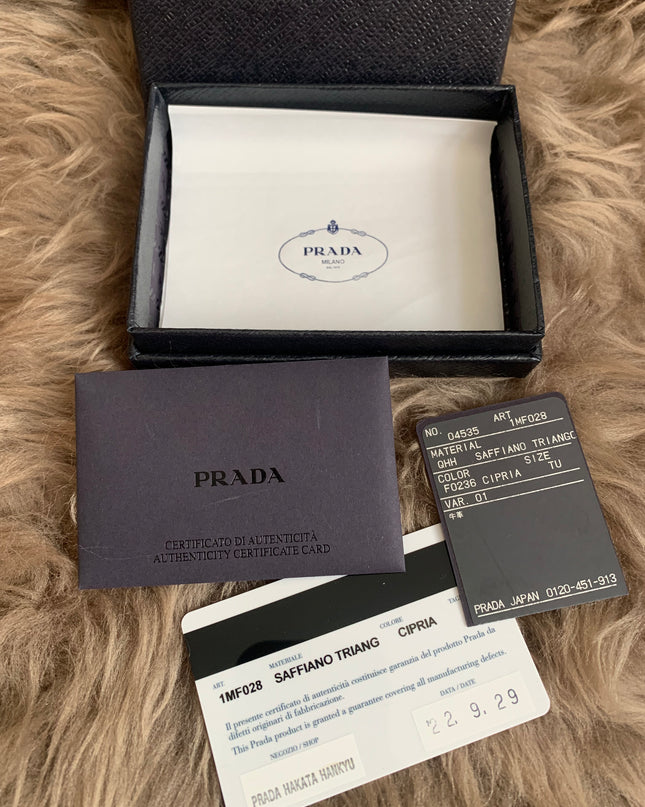 PRADA
MILANO
PRADA
CERTIFICATO DI AUTENTICITÀ
AUTHENTICITY CERTIFICATE CARD
NO. 04535 ART 1MF028
MATERIAL
QHH SAFFIANO TRIANGO
COLOR SIZE
F0236 CIPRIA TU
VAR. 01
牛革
PRADA JAPAN 0120-451-913
ART. MATERIALE COLORE TAG
1MF028 SAFFIANO TRIANG CIPRIA
Il presente certificato di autenticità costituisce garanzia del prodotto Prada da
difetti originari di fabbricazione.
This Prada product is granted a guarantee covering all manufacturing defects.
NEGOZIO / SHOP DATA / DATE
PRADA HAKATA HANKYU '22. 9. 29